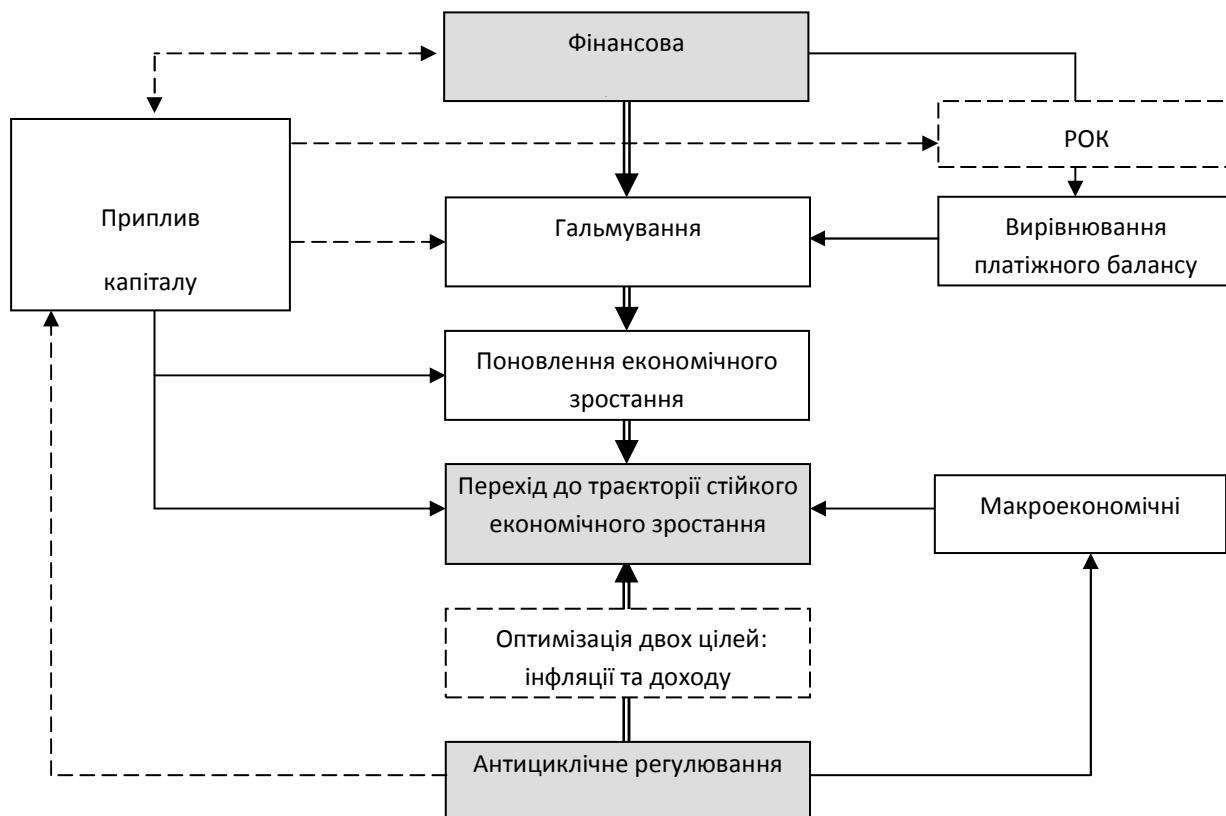 Фінансова
РОК
Приплив
капіталу
Гальмування
Вирівнювання
платіжного балансу
Поновлення економічного
зростання
Перехід до траєкторії стійкого
економічного зростання
Макроекономічні
Оптимізація двох цілей:
інфляції та доходу
Антициклічне регулювання